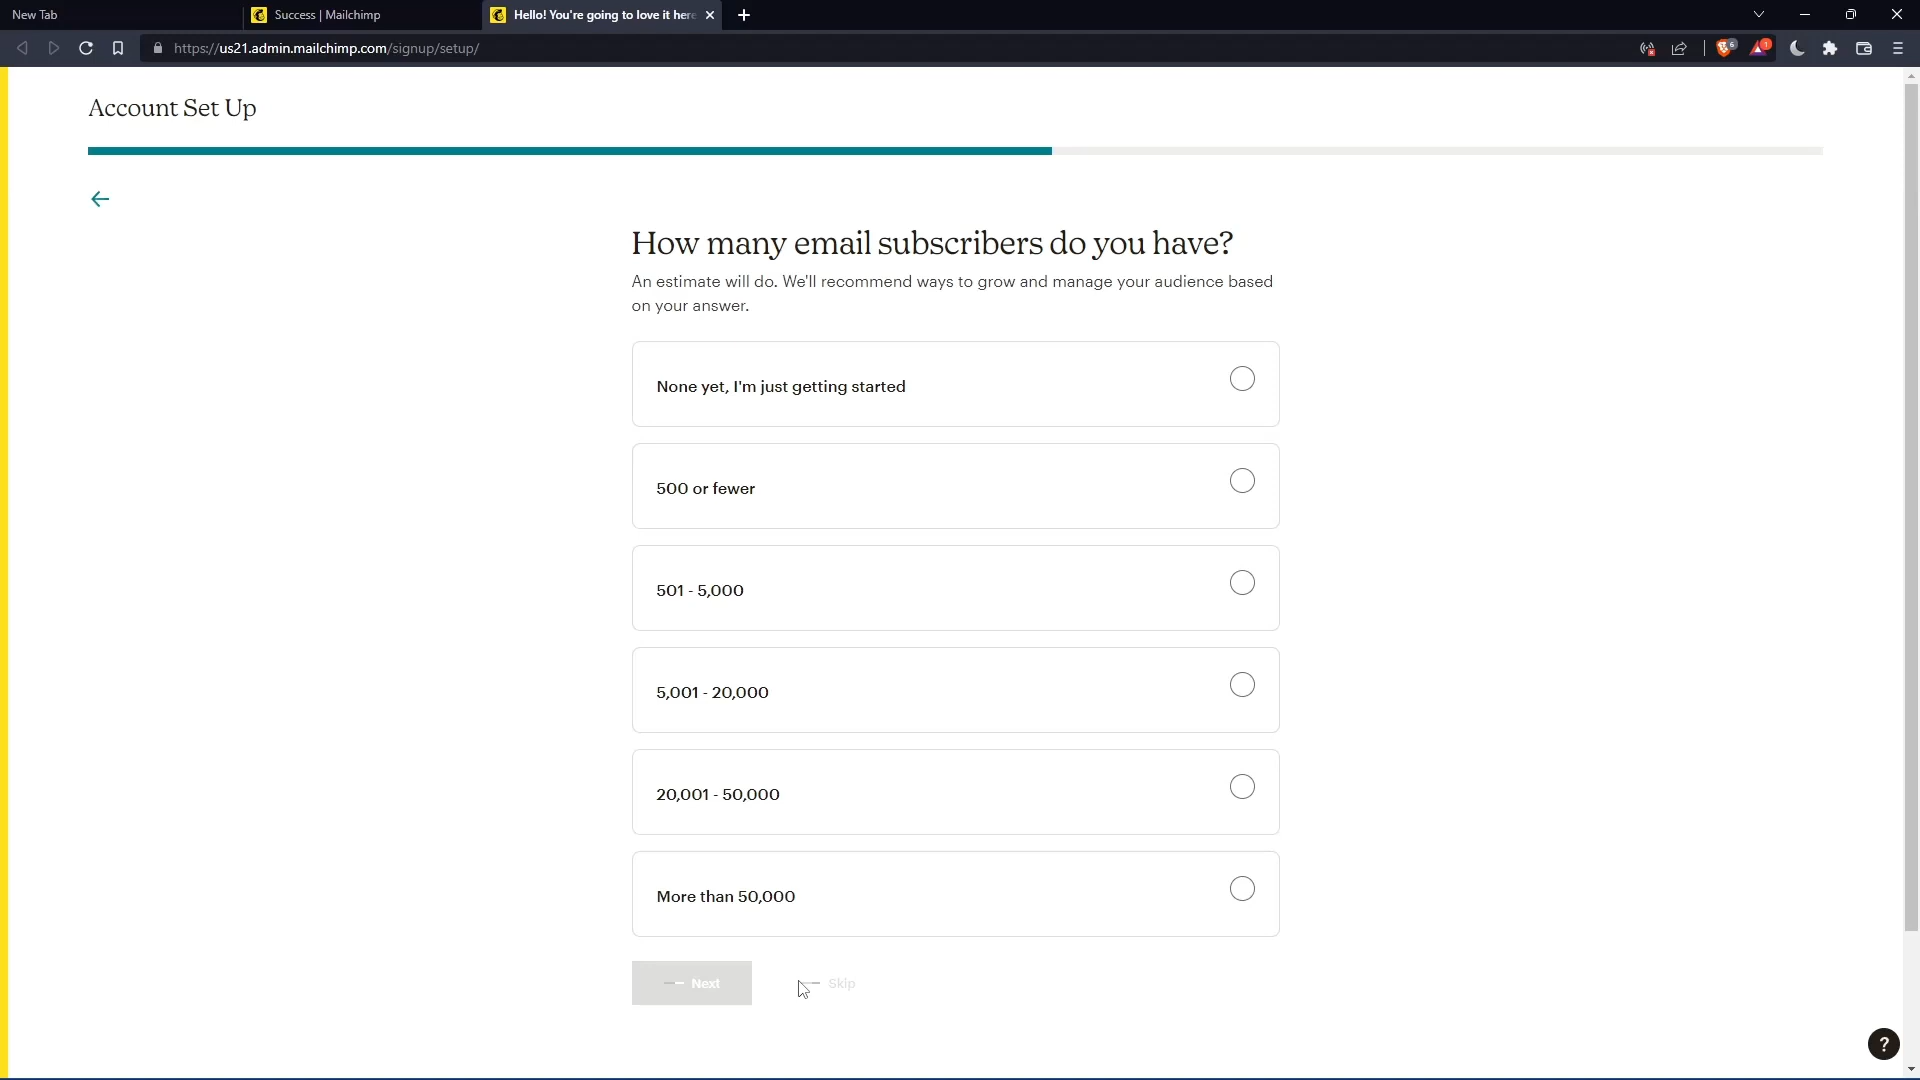 New Tab
Success | Mailchimp
Hello! You're going to love it here
https://us21.admin.mailchimp.com/signup/setup/
6
1
Account Set Up
How many email subscribers do you have?
An estimate will do. We'll recommend ways to grow and manage your audience based
on your answer.
None yet, I'm just getting started
500 or fewer
501 - 5,000
5,001 - 20,000
20,001 - 50,000
More than 50,000
Next
Skip
?